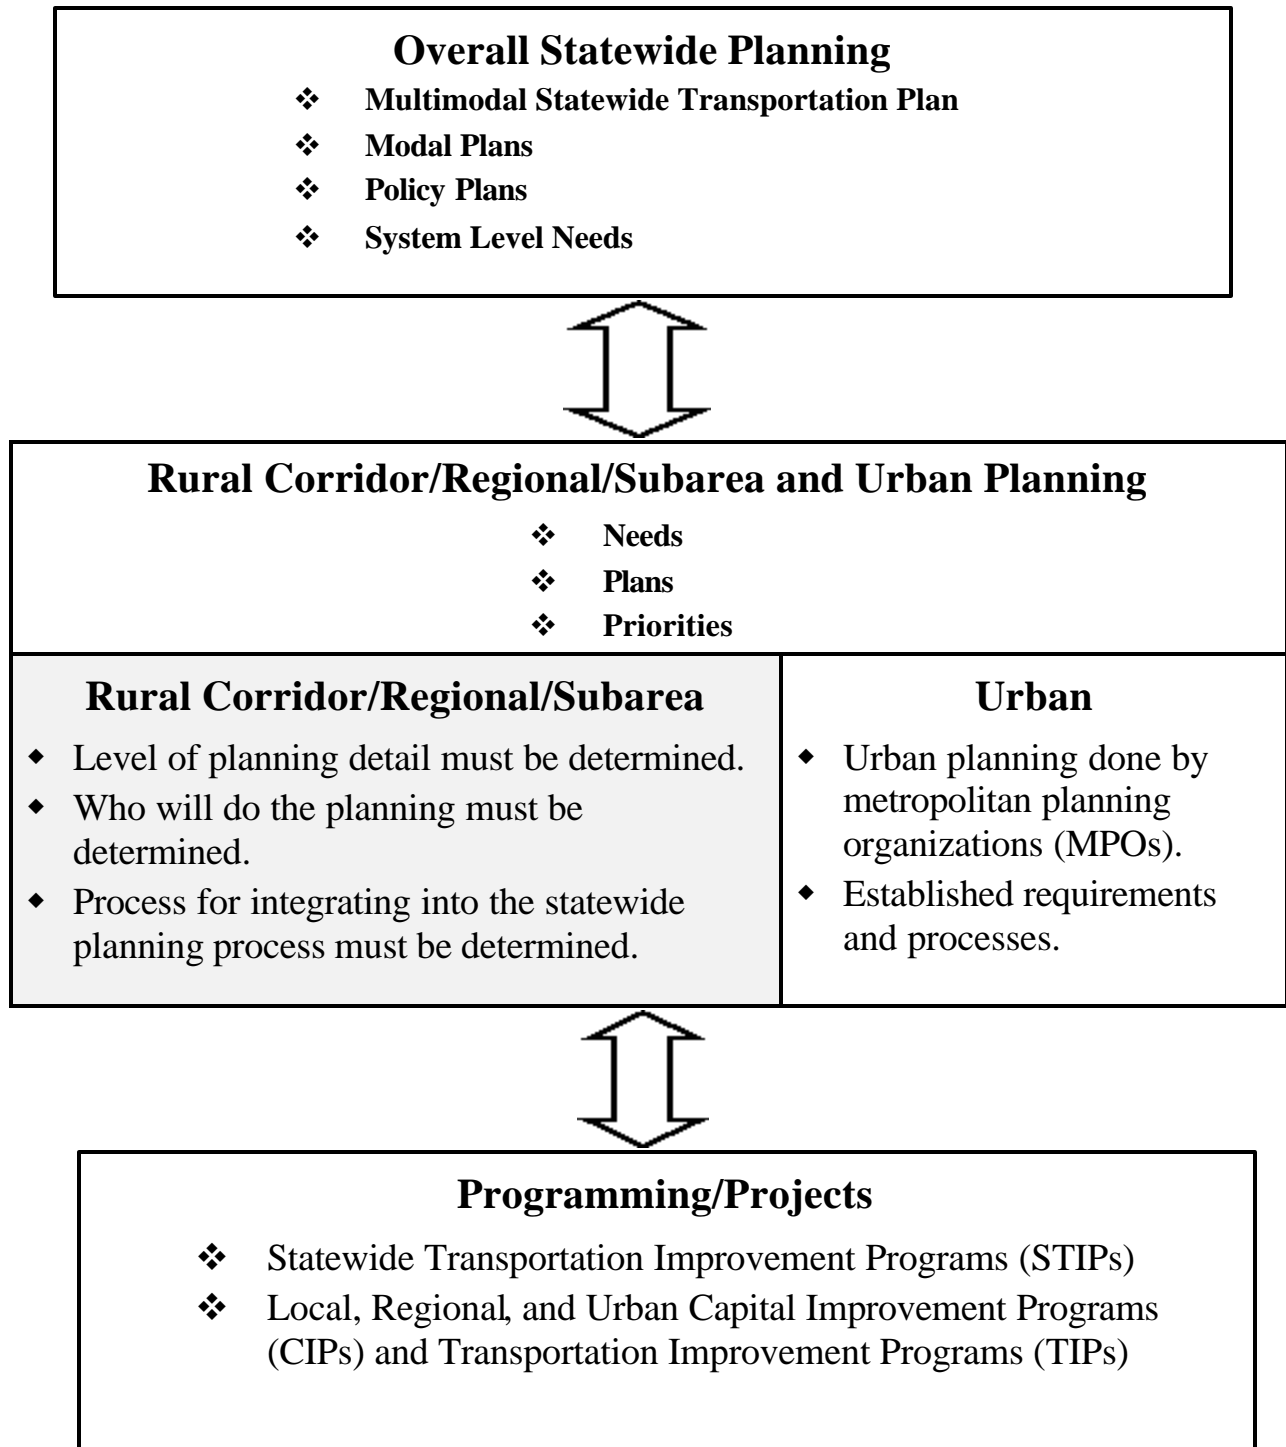 Overall Statewide Planning
❖ Multimodal Statewide Transportation Plan
❖ Modal Plans
❖ Policy Plans
❖ System Level Needs
Rural Corridor/Regional/Subarea and Urban Planning
❖ Needs
❖ Plans
❖ Priorities
Rural Corridor/Regional/Subarea
◆ Level of planning detail must be determined.
◆ Who will do the planning must be
determined.
◆ Process for integrating into the statewide
planning process must be determined.
Urban
◆ Urban planning done by
metropolitan planning
organizations (MPOs).
◆ Established requirements
and processes.
Programming/Projects
❖ Statewide Transportation Improvement Programs (STIPs)
❖ Local, Regional, and Urban Capital Improvement Programs
(CIPs) and Transportation Improvement Programs (TIPs)